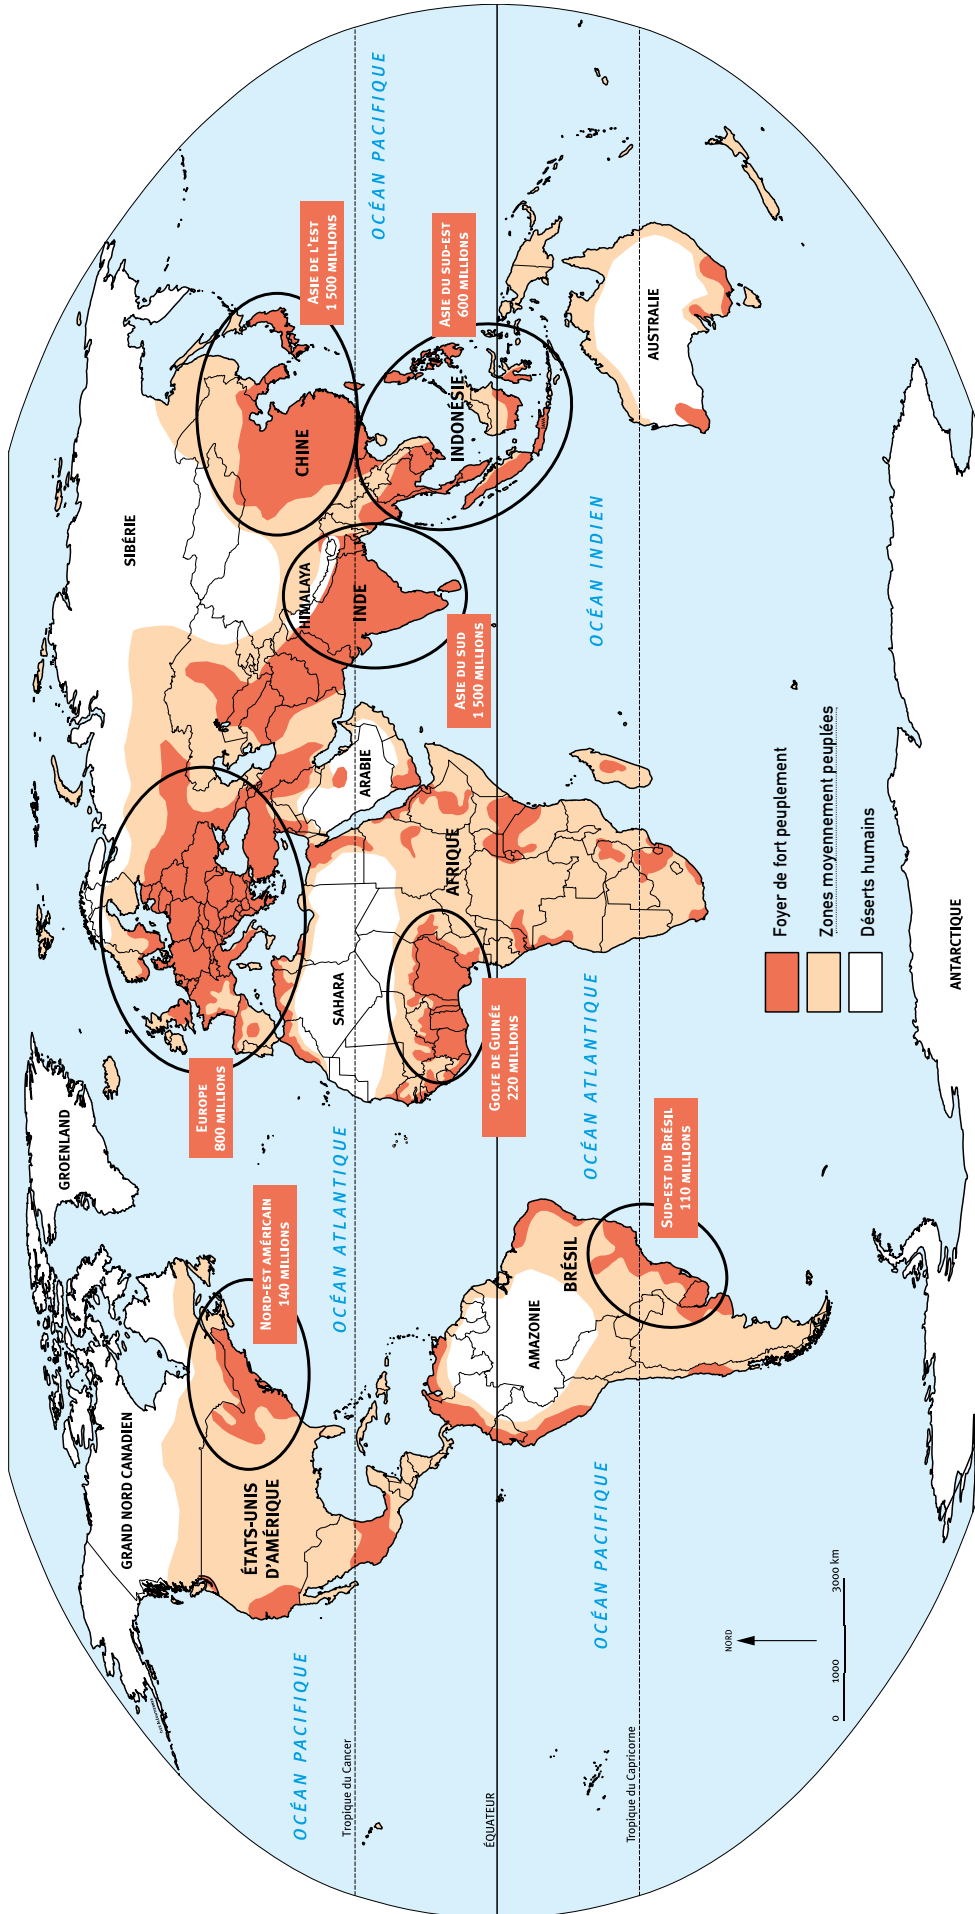 GROENLAND
GRAND NORD CANADIEN
SIBÉRIE
EUROPE
800 MILLIONS
NORD-EST AMÉRICAIN
140 MILLIONS
ÉTATS-UNIS
D'AMÉRIQUE
ASIE DE L'EST
1 500 MILLIONS
CHINE
HIMALAYA
OCÉAN PACIFIQUE
OCÉAN ATLANTIQUE
OCÉAN PACIFIQUE
Tropique du Cancer
SAHARA
ARABIE
INDE
ASIE DU SUD-EST
600 MILLIONS
INDONÉSIE
AFRIQUE
ASIE DU SUD
1 500 MILLIONS
GOLFE DE GUINÉE
220 MILLIONS
ÉQUATEUR
AMAZONIE
BRÉSIL
OCÉAN PACIFIQUE
OCÉAN ATLANTIQUE
OCÉAN INDIEN
AUSTRALIE
Tropique du Capricorne
SUD-EST DU BRÉSIL
110 MILLIONS
NORD
0 1000 3000 km
Foyer de fort peuplement
Zones moyennement peuplées
Déserts humains
ANTARCTIQUE